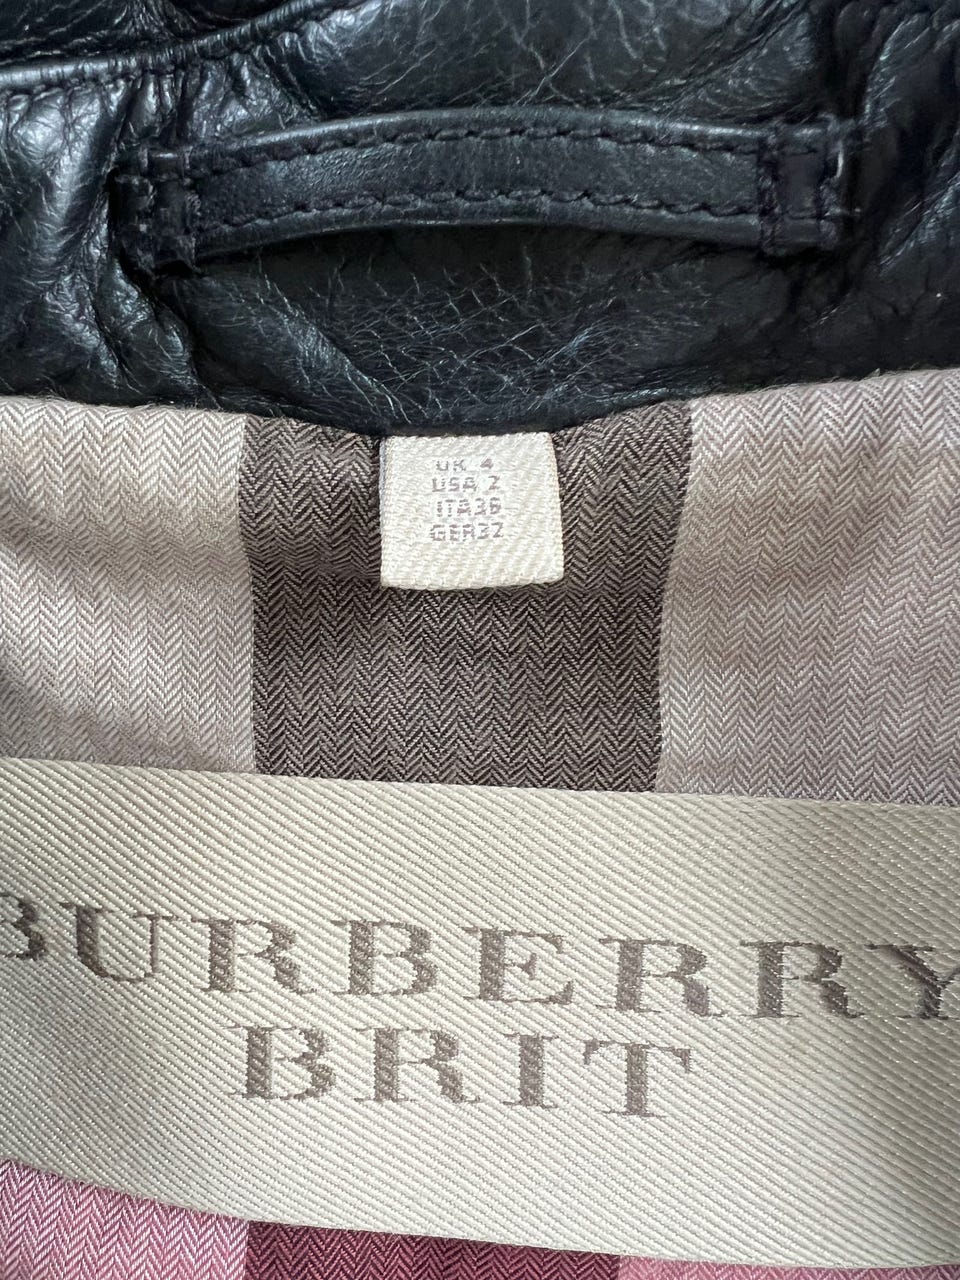 UK 4
USA 2
ITA36
GER32
BURBERRY
BRIT